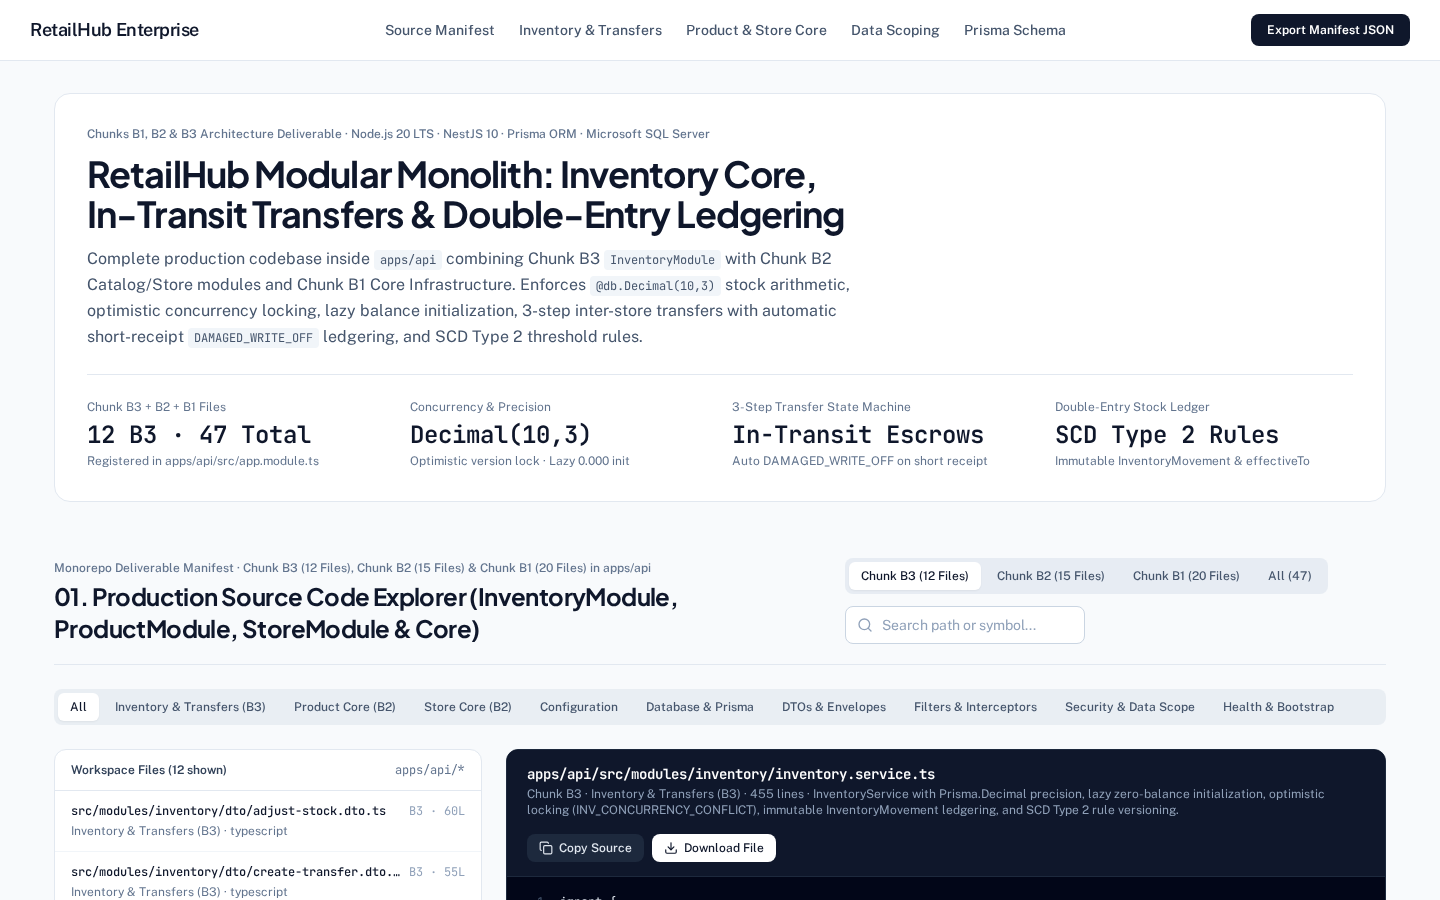 RetailHub Enterprise
Source Manifest
Inventory & Transfers
Product & Store Core
Data Scoping
Prisma Schema
Export Manifest JSON
Chunks B1, B2 & B3 Architecture Deliverable · Node.js 20 LTS · NestJS 10 · Prisma ORM · Microsoft SQL Server
RetailHub Modular Monolith: Inventory Core,
In-Transit Transfers & Double-Entry Ledgering
Complete production codebase inside apps/api combining Chunk B3 InventoryModule with Chunk B2
Catalog/Store modules and Chunk B1 Core Infrastructure. Enforces @db.Decimal(10,3) stock arithmetic,
optimistic concurrency locking, lazy balance initialization, 3-step inter-store transfers with automatic
short-receipt DAMAGED_WRITE_OFF ledgering, and SCD Type 2 threshold rules.
Chunk B3 + B2 + B1 Files
12 B3 · 47 Total
Registered in apps/api/src/app.module.ts
Concurrency & Precision
Decimal(10,3)
Optimistic version lock · Lazy 0.000 init
3-Step Transfer State Machine
In-Transit Escrows
Auto DAMAGED_WRITE_OFF on short receipt
Double-Entry Stock Ledger
SCD Type 2 Rules
Immutable InventoryMovement & effectiveTo
Monorepo Deliverable Manifest · Chunk B3 (12 Files), Chunk B2 (15 Files) & Chunk B1 (20 Files) in apps/api
01. Production Source Code Explorer (InventoryModule,
ProductModule, StoreModule & Core)
Chunk B3 (12 Files)
Chunk B2 (15 Files)
Chunk B1 (20 Files)
All (47)
Search path or symbol...
All
Inventory & Transfers (B3)
Product Core (B2)
Store Core (B2)
Configuration
Database & Prisma
DTOs & Envelopes
Filters & Interceptors
Security & Data Scope
Health & Bootstrap
Workspace Files (12 shown)
apps/api/*
src/modules/inventory/dto/adjust-stock.dto.ts
B3 · 60L
Inventory & Transfers (B3) · typescript
src/modules/inventory/dto/create-transfer.dto.…
B3 · 55L
Inventory & Transfers (B3) · typescript
apps/api/src/modules/inventory/inventory.service.ts
Chunk B3 · Inventory & Transfers (B3) · 455 lines · InventoryService with Prisma.Decimal precision, lazy zero-balance initialization, optimistic
locking (INV_CONCURRENCY_CONFLICT), immutable InventoryMovement ledgering, and SCD Type 2 rule versioning.
Copy Source
Download File